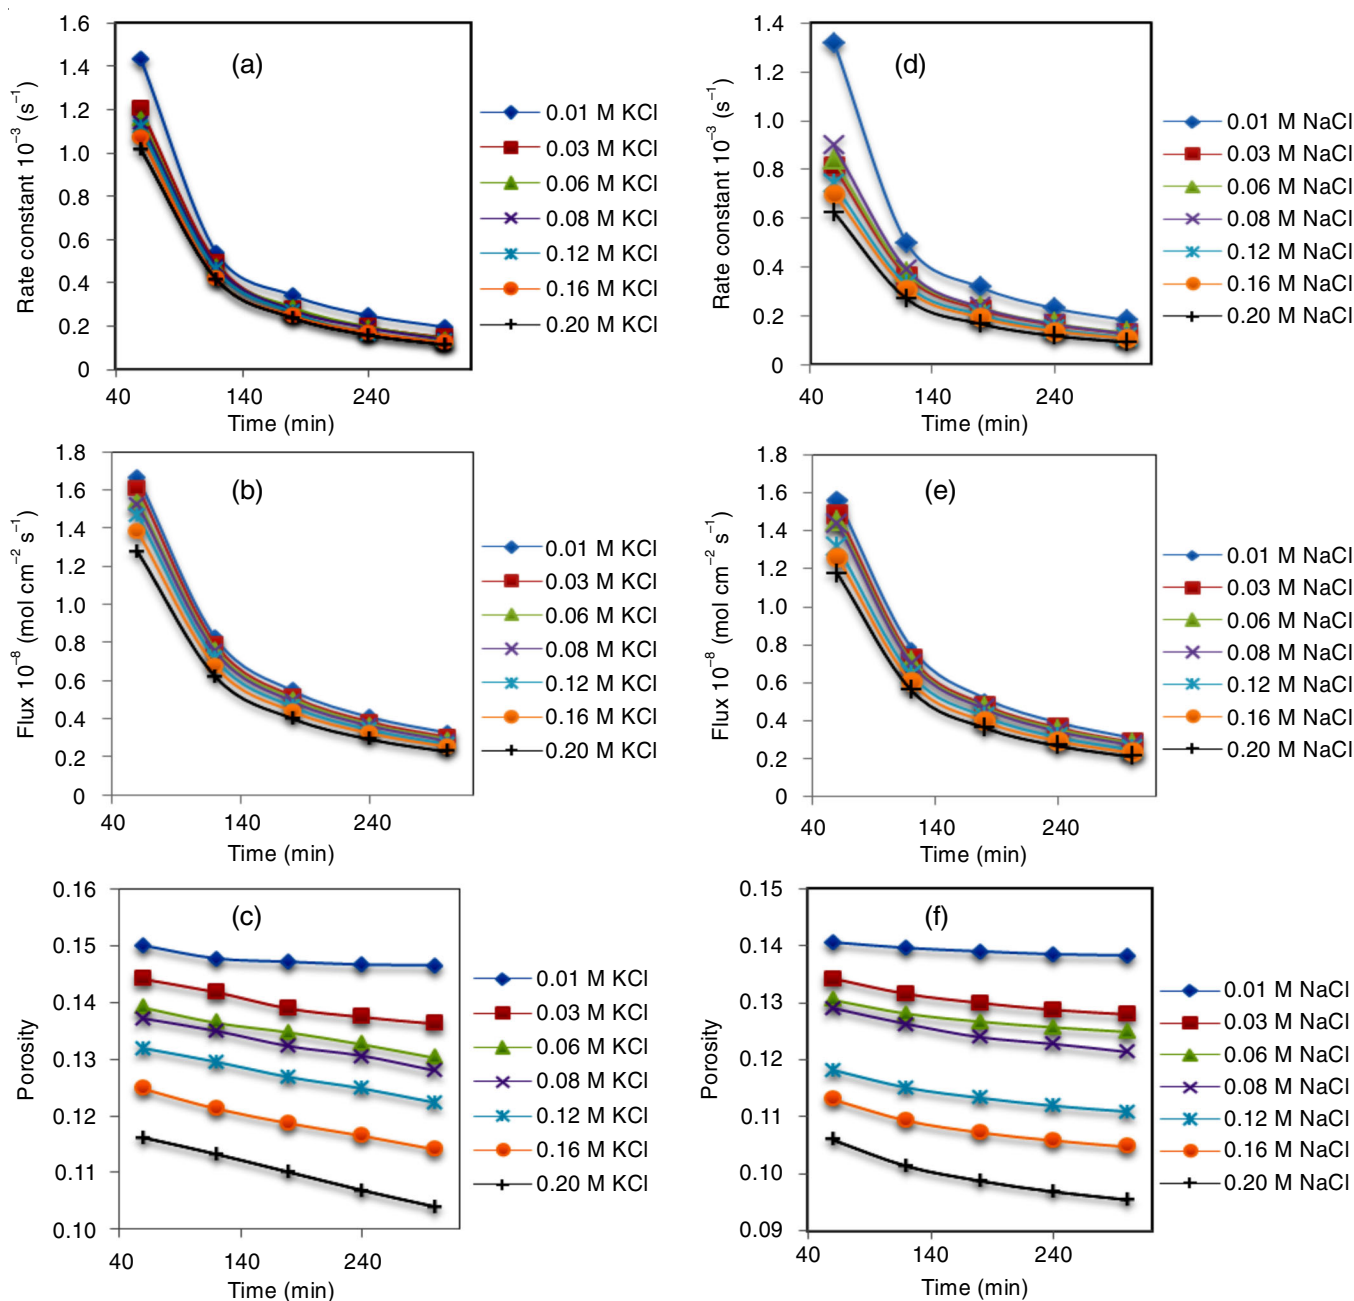 (a)
Rate constant 10⁻³ (s⁻¹)
1.6
1.4
1.2
1.0
0.8
0.6
0.4
0.2
0
40
140
240
Time (min)
0.01 M KCl
0.03 M KCl
0.06 M KCl
0.08 M KCl
0.12 M KCl
0.16 M KCl
0.20 M KCl
(d)
Rate constant 10⁻³ (s⁻¹)
1.4
1.2
1.0
0.8
0.6
0.4
0.2
0
40
140
240
Time (min)
0.01 M NaCl
0.03 M NaCl
0.06 M NaCl
0.08 M NaCl
0.12 M NaCl
0.16 M NaCl
0.20 M NaCl
(b)
Flux 10⁻⁸ (mol cm⁻² s⁻¹)
1.8
1.6
1.4
1.2
1.0
0.8
0.6
0.4
0.2
0
40
140
240
Time (min)
0.01 M KCl
0.03 M KCl
0.06 M KCl
0.08 M KCl
0.12 M KCl
0.16 M KCl
0.20 M KCl
(e)
Flux 10⁻⁸ (mol cm⁻² s⁻¹)
1.8
1.6
1.4
1.2
1.0
0.8
0.6
0.4
0.2
0
40
140
240
Time (min)
0.01 M NaCl
0.03 M NaCl
0.06 M NaCl
0.08 M NaCl
0.12 M NaCl
0.16 M NaCl
0.20 M NaCl
(c)
Porosity
0.16
0.15
0.14
0.13
0.12
0.11
0.10
40
140
240
Time (min)
0.01 M KCl
0.03 M KCl
0.06 M KCl
0.08 M KCl
0.12 M KCl
0.16 M KCl
0.20 M KCl
(f)
Porosity
0.15
0.14
0.13
0.12
0.11
0.10
0.09
40
140
240
Time (min)
0.01 M NaCl
0.03 M NaCl
0.06 M NaCl
0.08 M NaCl
0.12 M NaCl
0.16 M NaCl
0.20 M NaCl